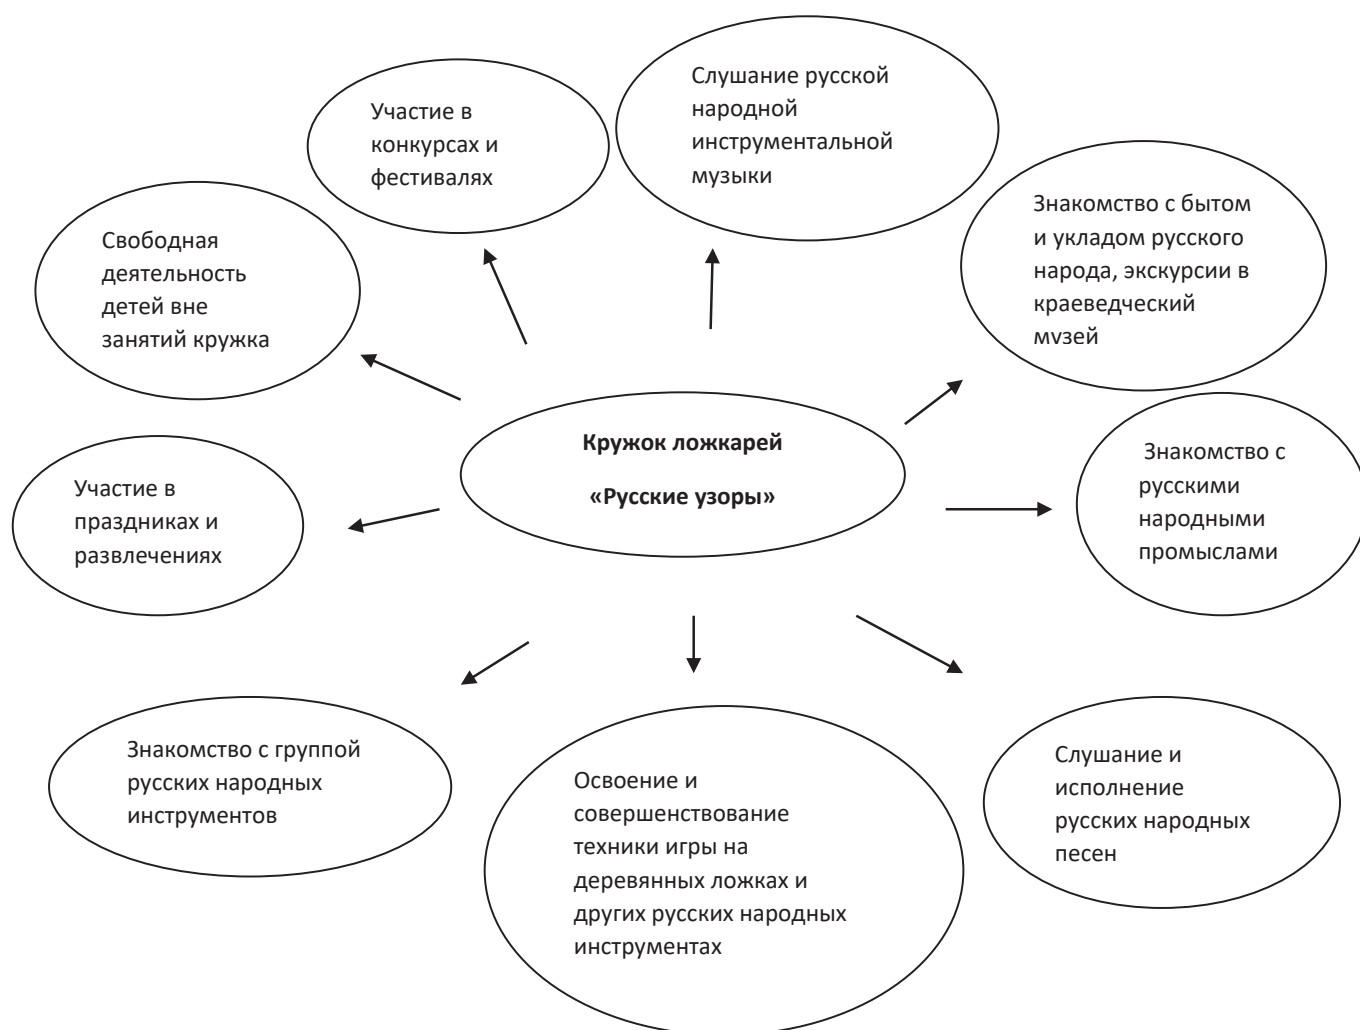 Слушание русской
народной
инструментальной
музыки
Участие в
конкурсах и
фестивалях
Знакомство с бытом
и укладом русского
народа, экскурсии в
краеведческий
музей
Свободная
деятельность
детей вне
занятий кружка
Кружок ложкарей
«Русские узоры»
Знакомство с
русскими
народными
промыслами
Участие в
праздниках и
развлечениях
Знакомство с группой
русских народных
инструментов
Освоение и
совершенствование
техники игры на
деревянных ложках и
других русских народных
инструментах
Слушание и
исполнение
русских народных
песен